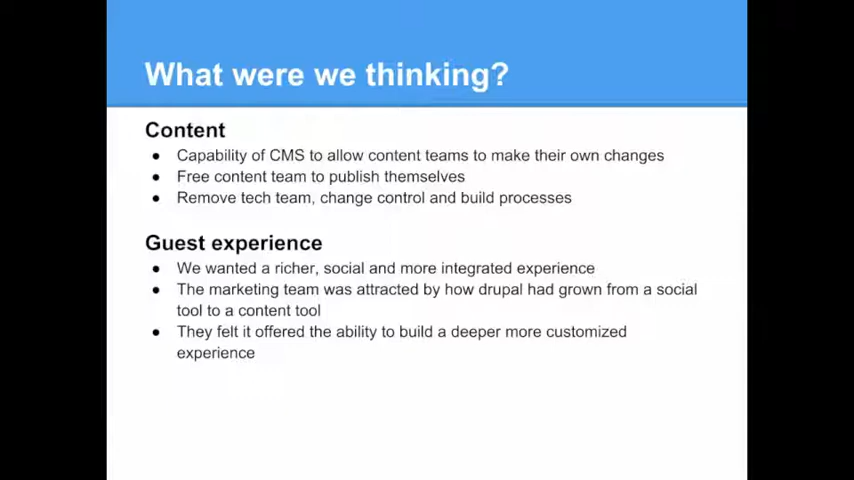 What were we thinking?
Content
● Capability of CMS to allow content teams to make their own changes
● Free content team to publish themselves
● Remove tech team, change control and build processes
Guest experience
● We wanted a richer, social and more integrated experience
● The marketing team was attracted by how drupal had grown from a social
tool to a content tool
● They felt it offered the ability to build a deeper more customized
experience